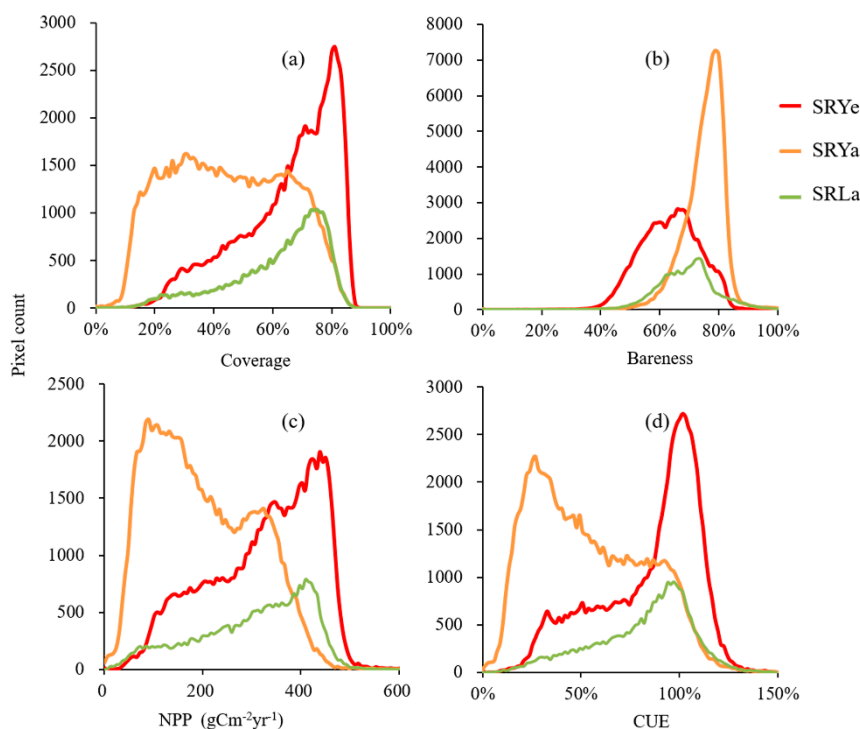 (a)
3000
2500
2000
1500
1000
500
0
0% 20% 40% 60% 80% 100%
Coverage
(b)
8000
7000
6000
5000
4000
3000
2000
1000
0
0% 20% 40% 60% 80% 100%
Bareness
SRYe
SRYa
SRLa
Pixel count
(c)
2500
2000
1500
1000
500
0
0 200 400 600
NPP (gCm⁻²yr⁻¹)
(d)
3000
2500
2000
1500
1000
500
0
0% 50% 100% 150%
CUE